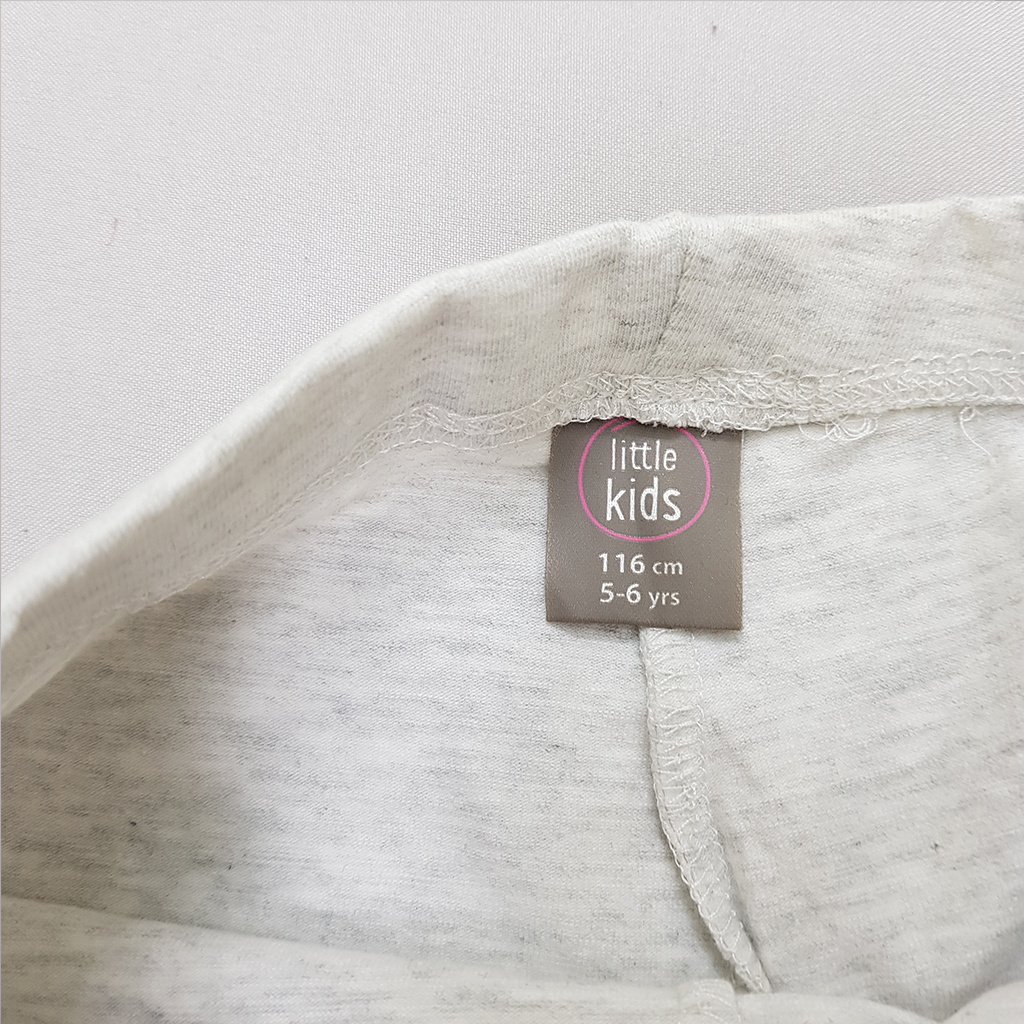 little
kids
116 cm
5-6 yrs